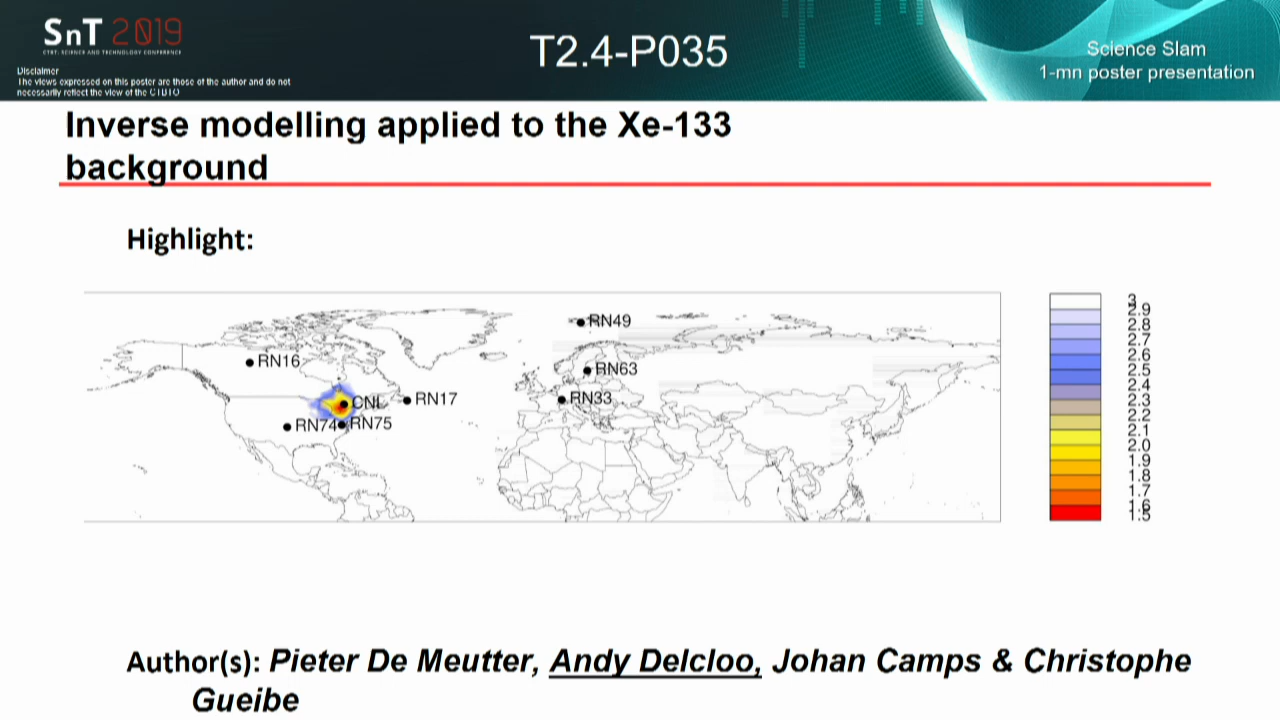 SnT 2019
CTBT: SCIENCE AND TECHNOLOGY CONFERENCE
Disclaimer
The views expressed on this poster are those of the author and do not
necessarily reflect the view of the CTBTO
T2.4-P035
Science Slam
1-mn poster presentation
Inverse modelling applied to the Xe-133
background
Highlight:
RN49
RN16
RN63
CNL
RN17
RN33
RN74
RN75
3
2.9
2.8
2.7
2.6
2.5
2.4
2.3
2.2
2.1
2.0
1.9
1.8
1.7
1.6
1.5
Author(s): Pieter De Meutter, Andy Delcloo, Johan Camps & Christophe
Gueibe